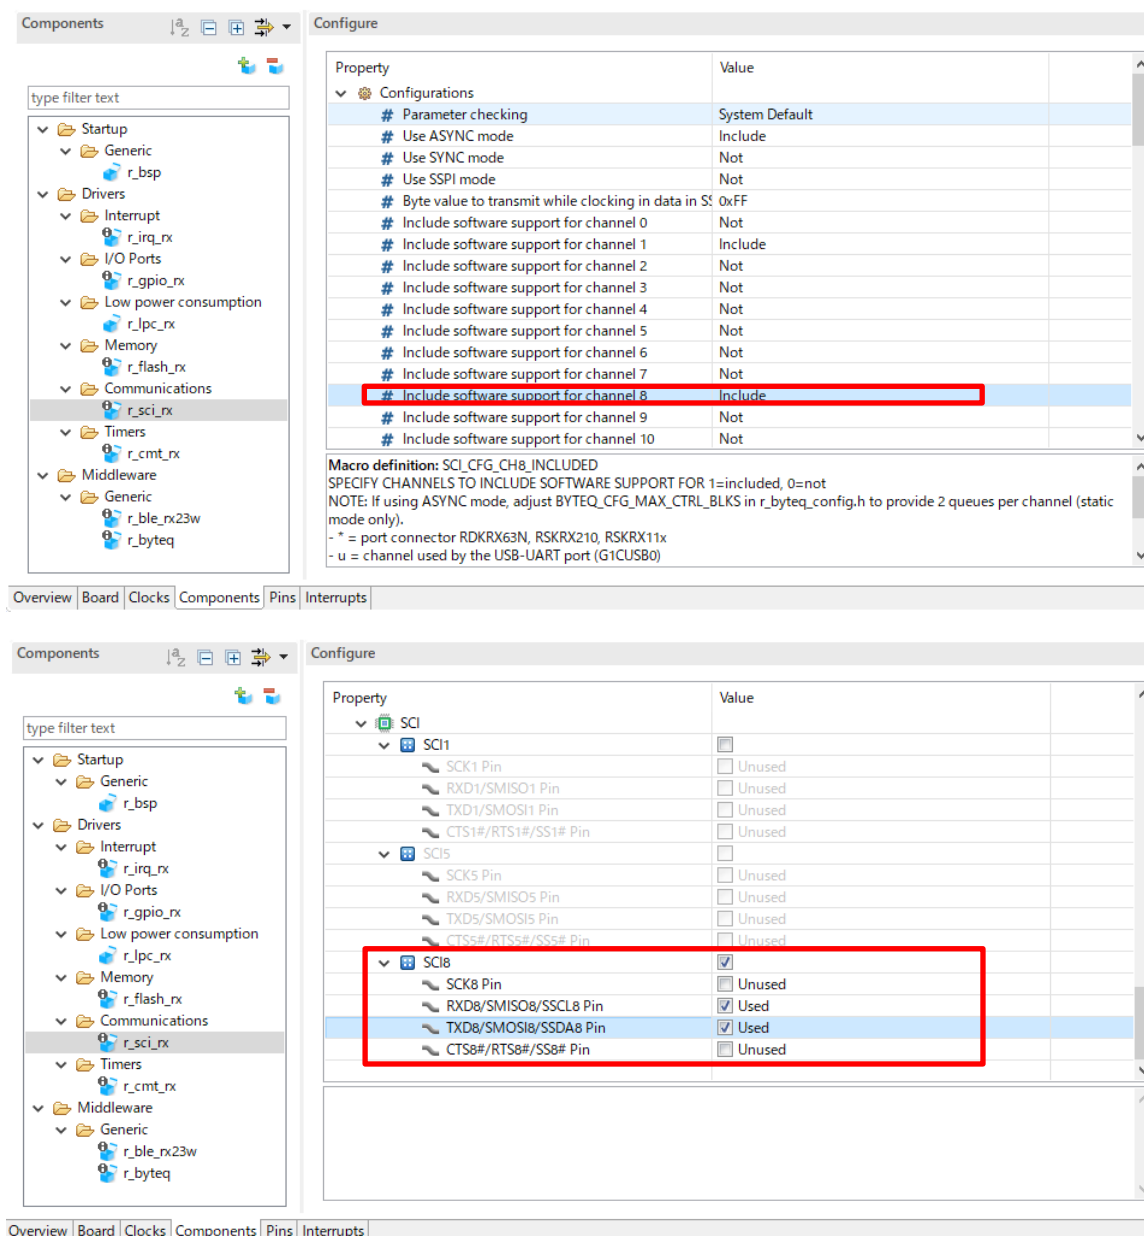 Components
Configure
type filter text
Startup
Generic
r_bsp
Drivers
Interrupt
r_irq_rx
I/O Ports
r_gpio_rx
Low power consumption
r_lpc_rx
Memory
r_flash_rx
Communications
r_sci_rx
Timers
r_cmt_rx
Middleware
Generic
r_ble_rx23w
r_byteq
Property Value
Configurations
# Parameter checking System Default
# Use ASYNC mode Include
# Use SYNC mode Not
# Use SSPI mode Not
# Byte value to transmit while clocking in data in SS 0xFF
# Include software support for channel 0 Not
# Include software support for channel 1 Include
# Include software support for channel 2 Not
# Include software support for channel 3 Not
# Include software support for channel 4 Not
# Include software support for channel 5 Not
# Include software support for channel 6 Not
# Include software support for channel 7 Not
# Include software support for channel 8 Include
# Include software support for channel 9 Not
# Include software support for channel 10 Not
Macro definition: SCI_CFG_CH8_INCLUDED
SPECIFY CHANNELS TO INCLUDE SOFTWARE SUPPORT FOR 1=included, 0=not
NOTE: If using ASYNC mode, adjust BYTEQ_CFG_MAX_CTRL_BLKS in r_byteq_config.h to provide 2 queues per channel (static
mode only).
- * = port connector RDKRX63N, RSKRX210, RSKRX11x
- u = channel used by the USB-UART port (G1CUSB0)
Overview Board Clocks Components Pins Interrupts
Components
Configure
type filter text
Startup
Generic
r_bsp
Drivers
Interrupt
r_irq_rx
I/O Ports
r_gpio_rx
Low power consumption
r_lpc_rx
Memory
r_flash_rx
Communications
r_sci_rx
Timers
r_cmt_rx
Middleware
Generic
r_ble_rx23w
r_byteq
Property Value
SCI
SCI1
SCK1 Pin Unused
RXD1/SMISO1 Pin Unused
TXD1/SMOSI1 Pin Unused
CTS1#/RTS1#/SS1# Pin Unused
SCI5
SCK5 Pin Unused
RXD5/SMISO5 Pin Unused
TXD5/SMOSI5 Pin Unused
CTS5#/RTS5#/SS5# Pin Unused
SCI8
SCK8 Pin Unused
RXD8/SMISO8/SSCL8 Pin Used
TXD8/SMOSI8/SSDA8 Pin Used
CTS8#/RTS8#/SS8# Pin Unused
Overview Board Clocks Components Pins Interrupts